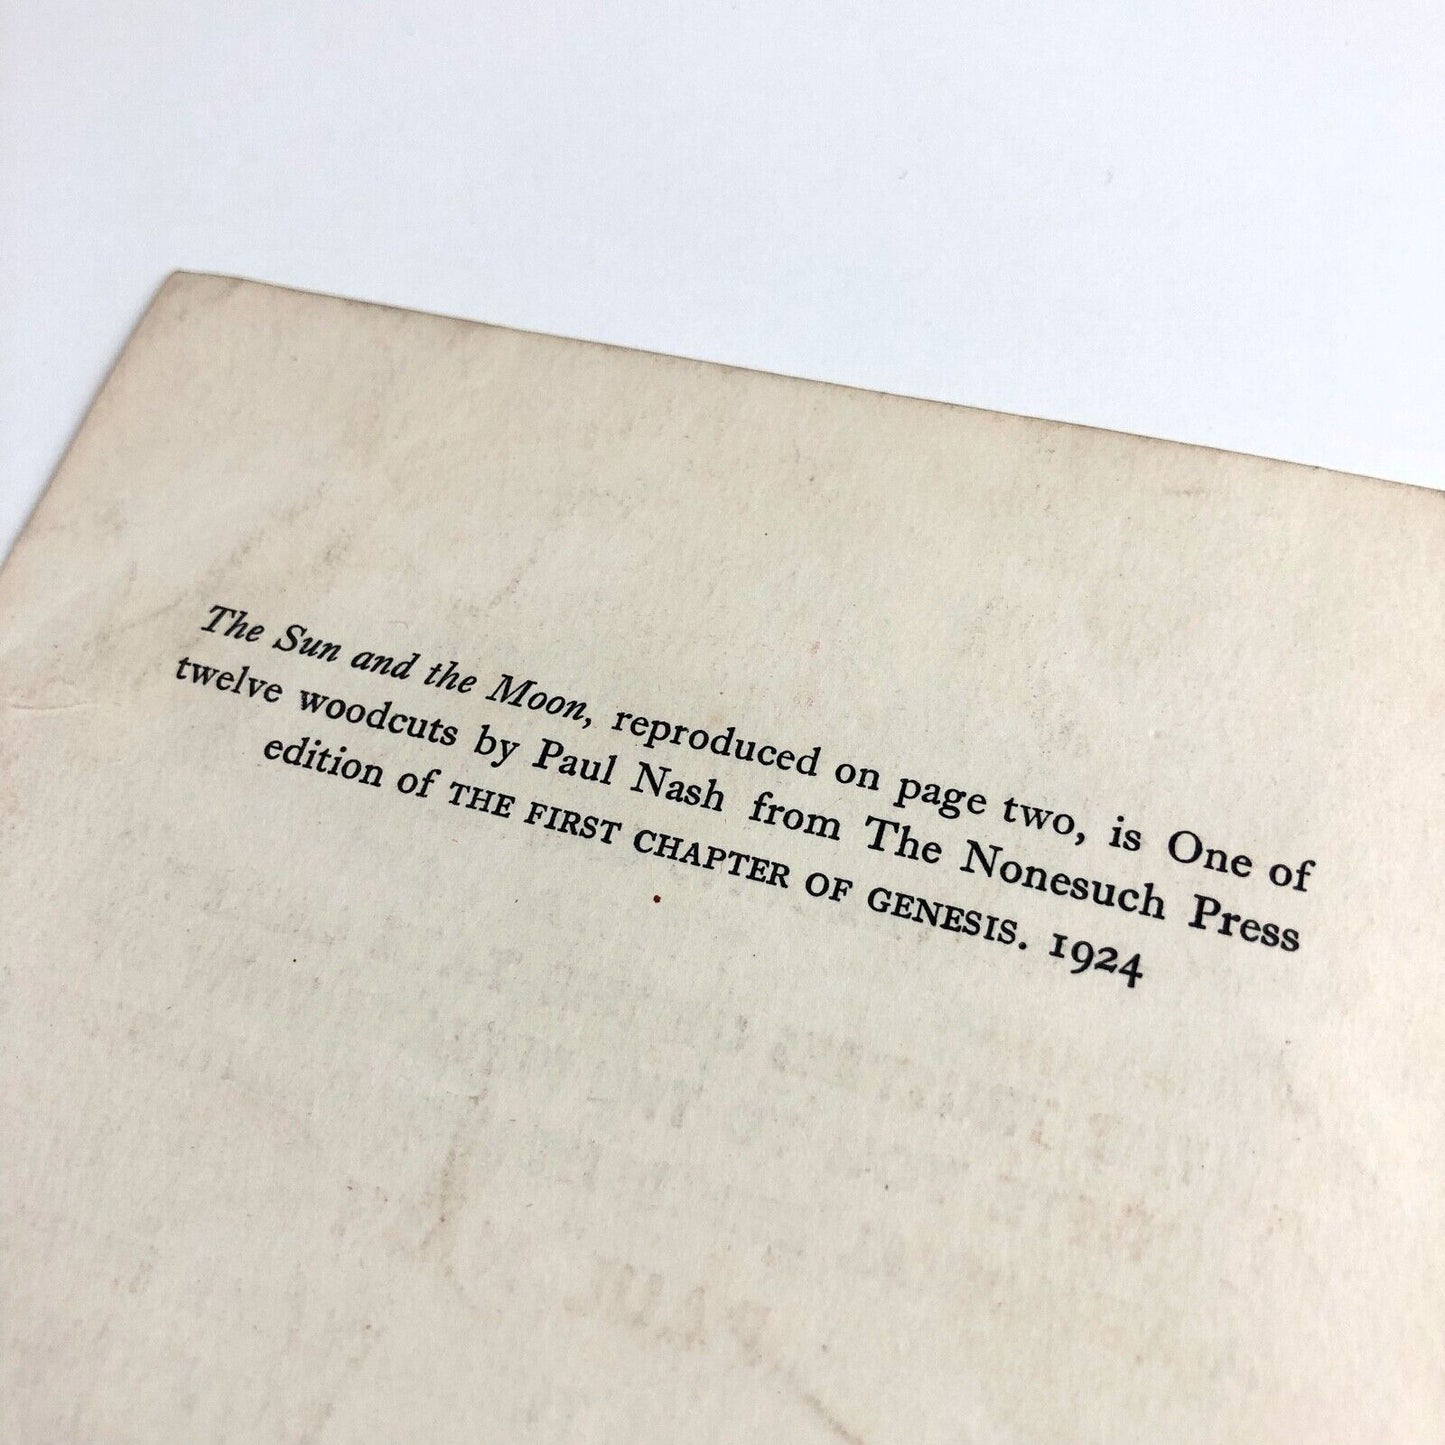 The Sun and the Moon, reproduced on page two, is One of
twelve woodcuts by Paul Nash from The Nonesuch Press
edition of THE FIRST CHAPTER OF GENESIS. 1924